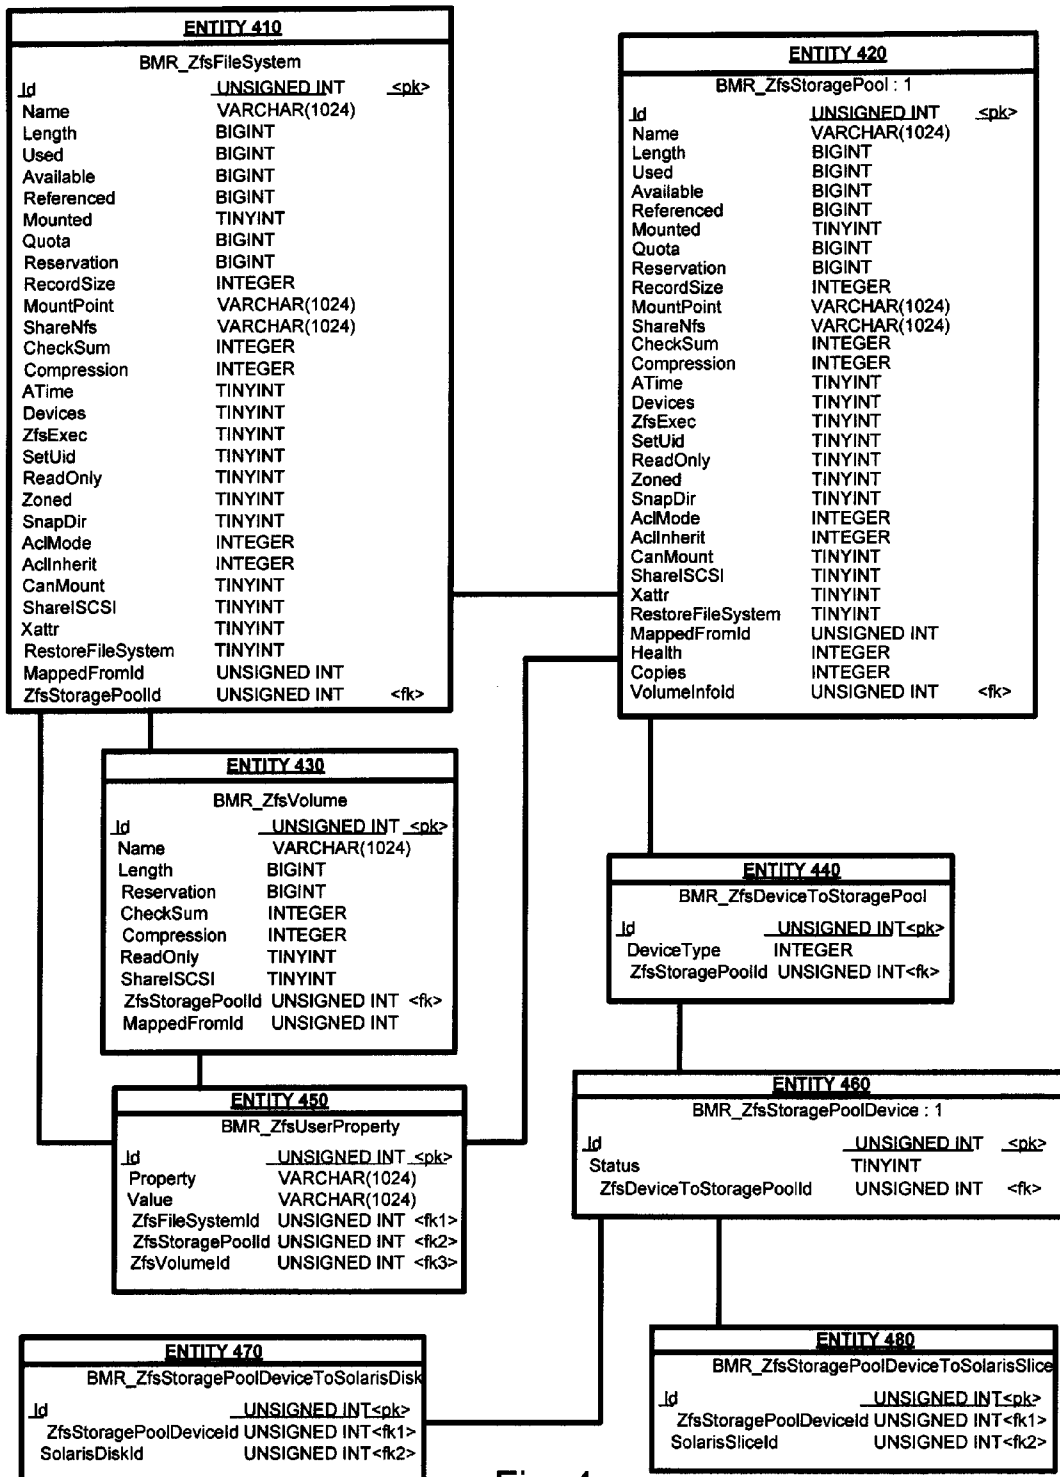 ENTITY 410
BMR_ZfsFileSystem
Id UNSIGNED INT <pk>
Name VARCHAR(1024)
Length BIGINT
Used BIGINT
Available BIGINT
Referenced BIGINT
Mounted TINYINT
Quota BIGINT
Reservation BIGINT
RecordSize INTEGER
MountPoint VARCHAR(1024)
ShareNfs VARCHAR(1024)
CheckSum INTEGER
Compression INTEGER
ATime TINYINT
Devices TINYINT
ZfsExec TINYINT
SetUid TINYINT
ReadOnly TINYINT
Zoned TINYINT
SnapDir TINYINT
AclMode INTEGER
AclInherit INTEGER
CanMount TINYINT
ShareISCSI TINYINT
Xattr TINYINT
RestoreFileSystem TINYINT
MappedFromId UNSIGNED INT
ZfsStoragePoolId UNSIGNED INT <fk>
ENTITY 420
BMR_ZfsStoragePool : 1
Id UNSIGNED INT <pk>
Name VARCHAR(1024)
Length BIGINT
Used BIGINT
Available BIGINT
Referenced BIGINT
Mounted TINYINT
Quota BIGINT
Reservation BIGINT
RecordSize INTEGER
MountPoint VARCHAR(1024)
ShareNfs VARCHAR(1024)
CheckSum INTEGER
Compression INTEGER
ATime TINYINT
Devices TINYINT
ZfsExec TINYINT
SetUid TINYINT
ReadOnly TINYINT
Zoned TINYINT
SnapDir TINYINT
AclMode INTEGER
AclInherit INTEGER
CanMount TINYINT
ShareISCSI TINYINT
Xattr TINYINT
RestoreFileSystem TINYINT
MappedFromId UNSIGNED INT
Health INTEGER
Copies INTEGER
VolumeInfoId UNSIGNED INT <fk>
ENTITY 430
BMR_ZfsVolume
Id UNSIGNED INT <pk>
Name VARCHAR(1024)
Length BIGINT
Reservation BIGINT
CheckSum INTEGER
Compression INTEGER
ReadOnly TINYINT
ShareISCSI TINYINT
ZfsStoragePoolId UNSIGNED INT <fk>
MappedFromId UNSIGNED INT
ENTITY 440
BMR_ZfsDeviceToStoragePool
Id UNSIGNED INT<pk>
DeviceType INTEGER
ZfsStoragePoolId UNSIGNED INT<fk>
ENTITY 450
BMR_ZfsUserProperty
Id UNSIGNED INT <pk>
Property VARCHAR(1024)
Value VARCHAR(1024)
ZfsFileSystemId UNSIGNED INT <fk1>
ZfsStoragePoolId UNSIGNED INT <fk2>
ZfsVolumeId UNSIGNED INT <fk3>
ENTITY 460
BMR_ZfsStoragePoolDevice : 1
Id UNSIGNED INT <pk>
Status TINYINT
ZfsDeviceToStoragePoolId UNSIGNED INT <fk>
ENTITY 470
BMR_ZfsStoragePoolDeviceToSolarisDisk
Id UNSIGNED INT<pk>
ZfsStoragePoolDeviceId UNSIGNED INT<fk1>
SolarisDiskId UNSIGNED INT<fk2>
ENTITY 480
BMR_ZfsStoragePoolDeviceToSolarisSlice
Id UNSIGNED INT<pk>
ZfsStoragePoolDeviceId UNSIGNED INT<fk1>
SolarisSliceId UNSIGNED INT<fk2>